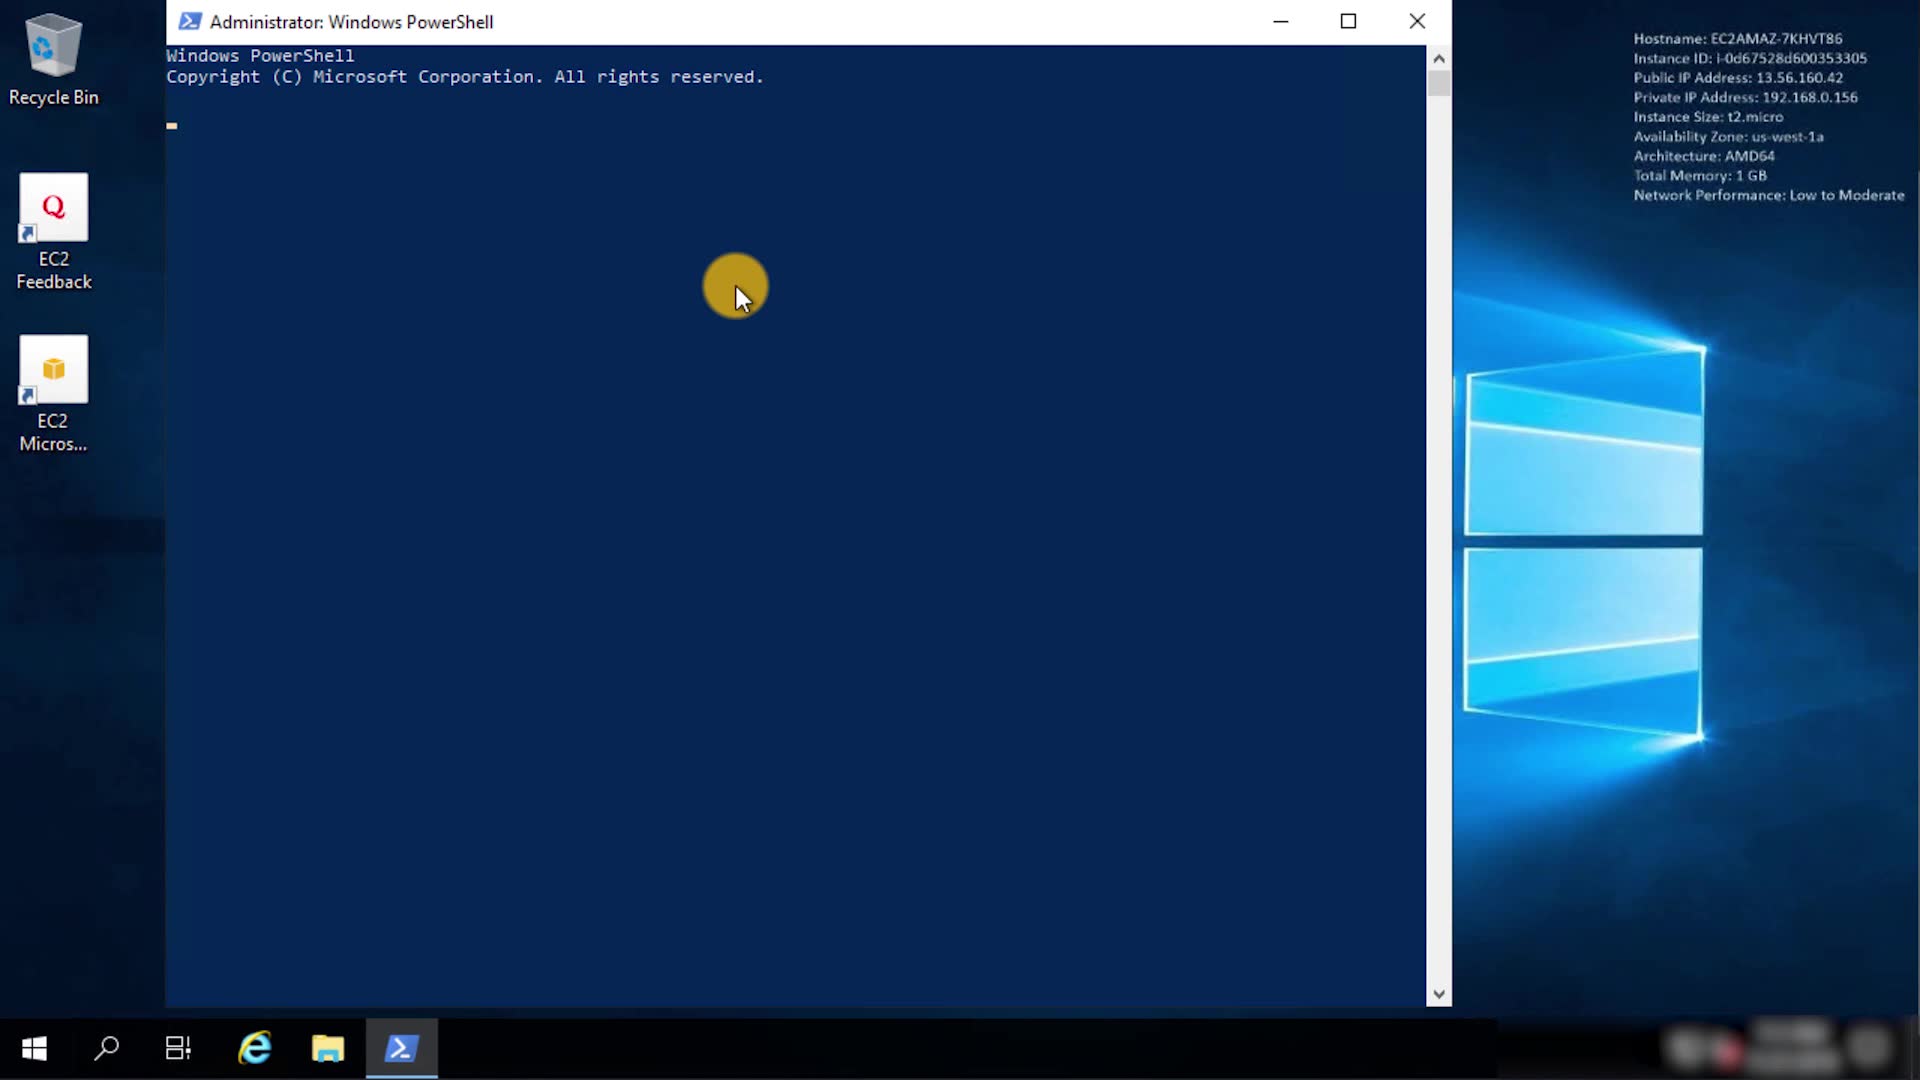 Administrator: Windows PowerShell
Windows PowerShell
Copyright (C) Microsoft Corporation. All rights reserved.
Recycle Bin
Q
EC2
Feedback
EC2
Micros...
Hostname: EC2AMAZ-7KHVT86
Instance ID: i-0d67528d600353305
Public IP Address: 13.56.160.42
Private IP Address: 192.168.0.156
Instance Size: t2.micro
Availability Zone: us-west-1a
Architecture: AMD64
Total Memory: 1 GB
Network Performance: Low to Moderate